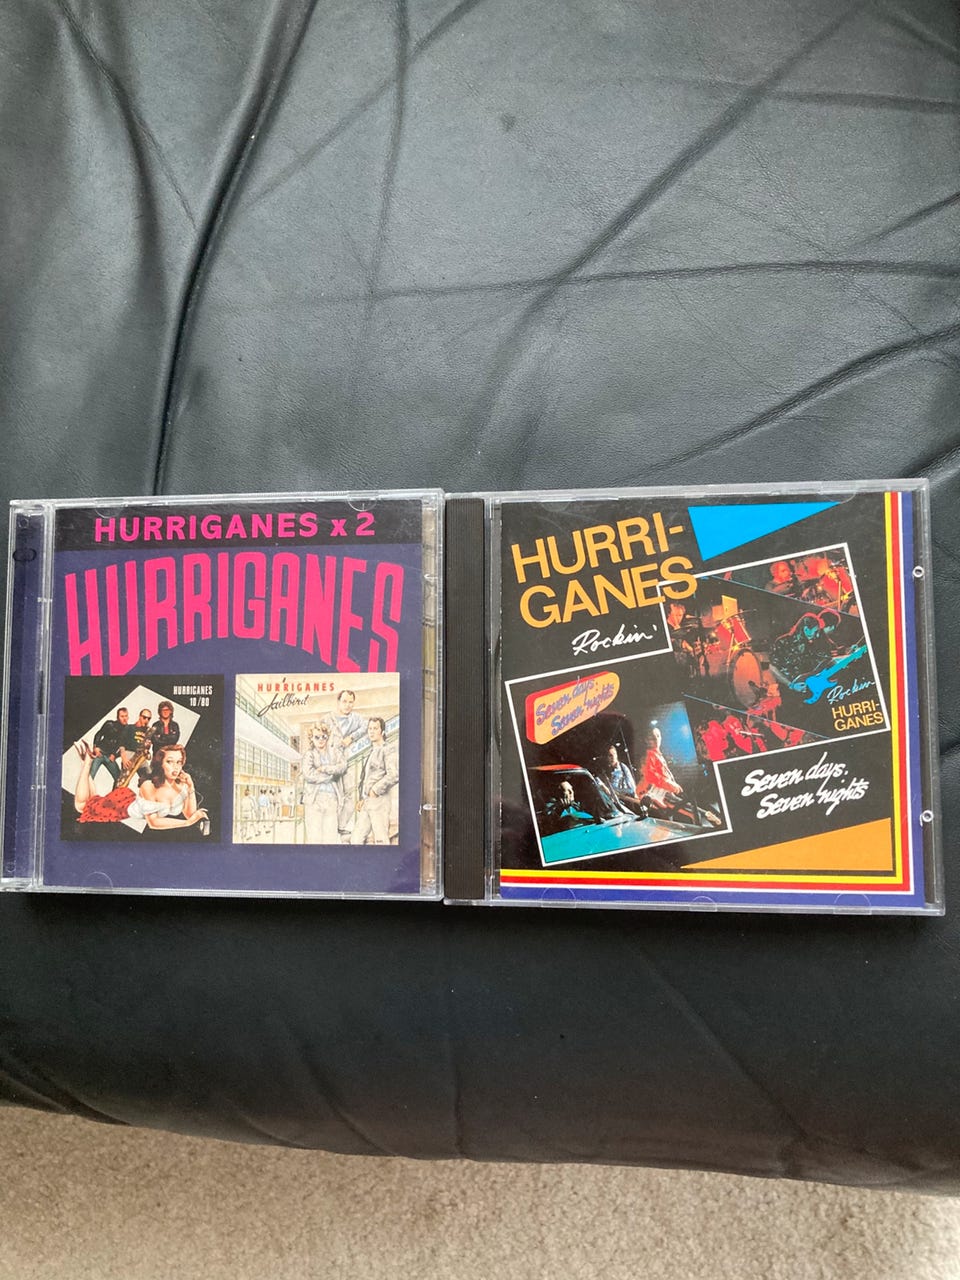 HURRIGANES x 2
HURRIGANES
HURRIGANES
10/80
HURRIGANES
Jailbird
HURRI-
GANES
Rockin'
Seven days.
Seven nights
Rockin'
HURRI-
GANES
Seven days.
Seven nights